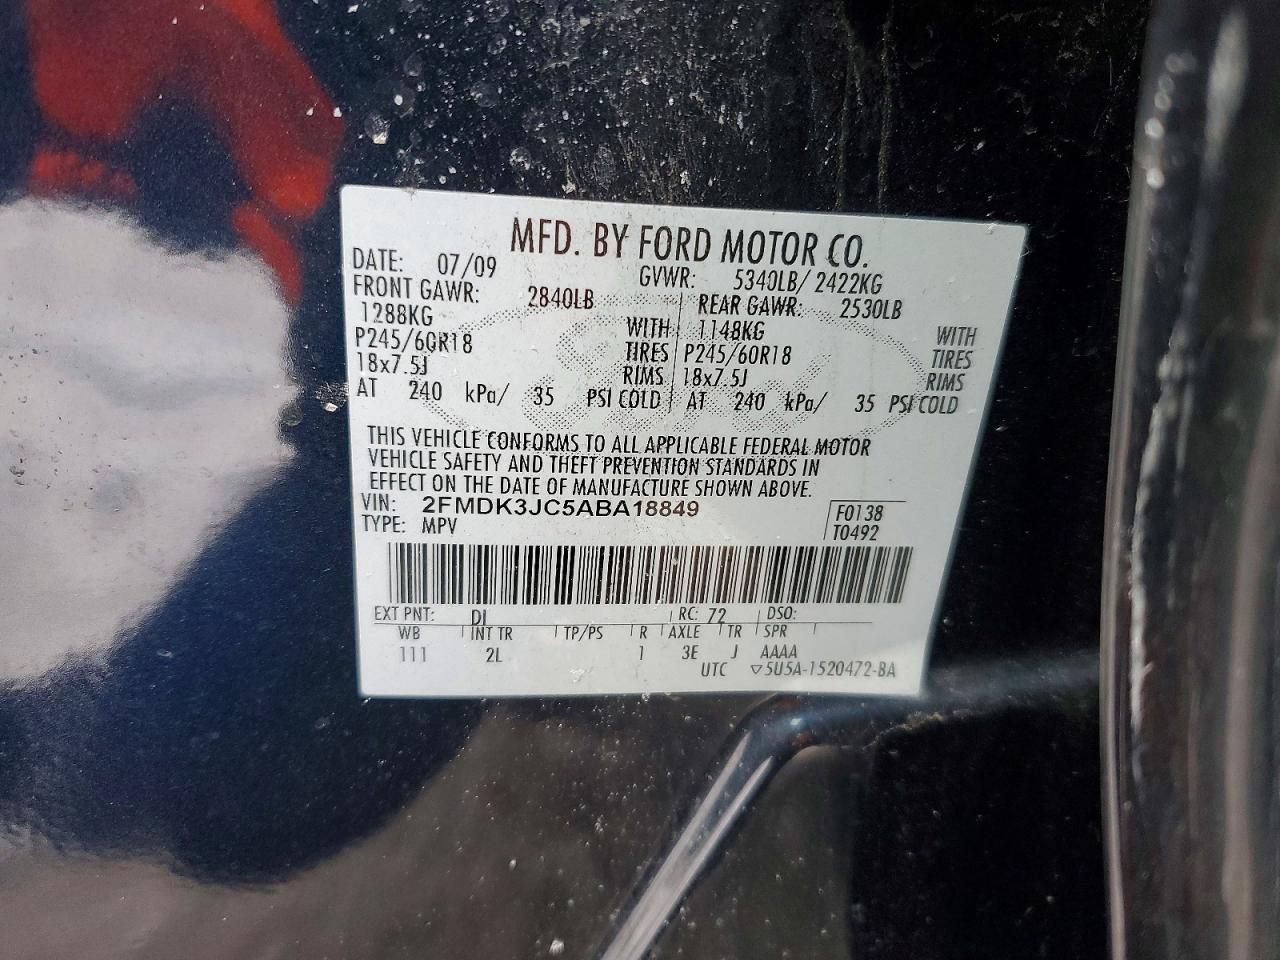 MFD. BY FORD MOTOR CO.
DATE: 07/09 GVWR: 5340LB/ 2422KG
FRONT GAWR: 2840LB REAR GAWR: 2530LB
1288KG WITH 1148KG WITH
P245/60R18 TIRES P245/60R18 TIRES
18x7.5J RIMS 18x7.5J RIMS
AT 240 kPa/ 35 PSI COLD AT 240 kPa/ 35 PSI COLD
THIS VEHICLE CONFORMS TO ALL APPLICABLE FEDERAL MOTOR
VEHICLE SAFETY AND THEFT PREVENTION STANDARDS IN
EFFECT ON THE DATE OF MANUFACTURE SHOWN ABOVE.
VIN: 2FMDK3JC5ABA18849 F0138
TYPE: MPV T0492
EXT PNT: DI RC: 72 DSO:
WB INT TR TP/PS R AXLE TR SPR
111 2L 1 3E J AAAA
UTC ▽5U5A-1520472-BA